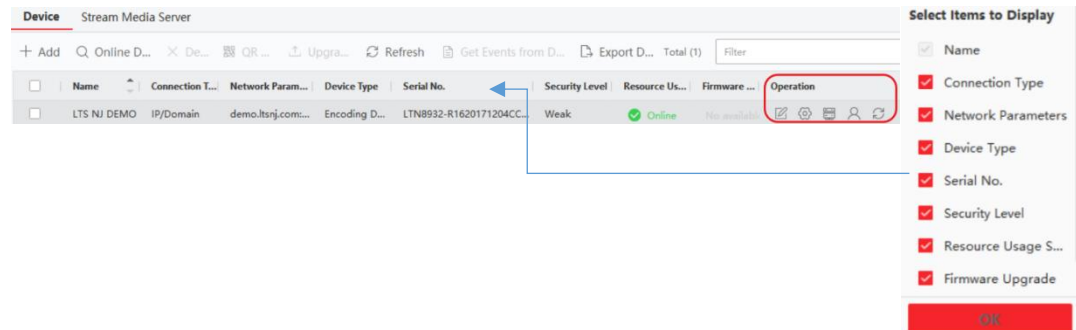 Device Stream Media Server
Add Online D... De... QR ... Upgra... Refresh Get Events from D... Export D... Total (1) Filter
Name Connection T... Network Param... Device Type Serial No. Security Level Resource Us... Firmware ... Operation
LTS NJ DEMO IP/Domain demo.ltsnj.com:... Encoding D... LTN8932-R1620171204CC... Weak Online No available
Select Items to Display
Name
Connection Type
Network Parameters
Device Type
Serial No.
Security Level
Resource Usage S...
Firmware Upgrade
OK